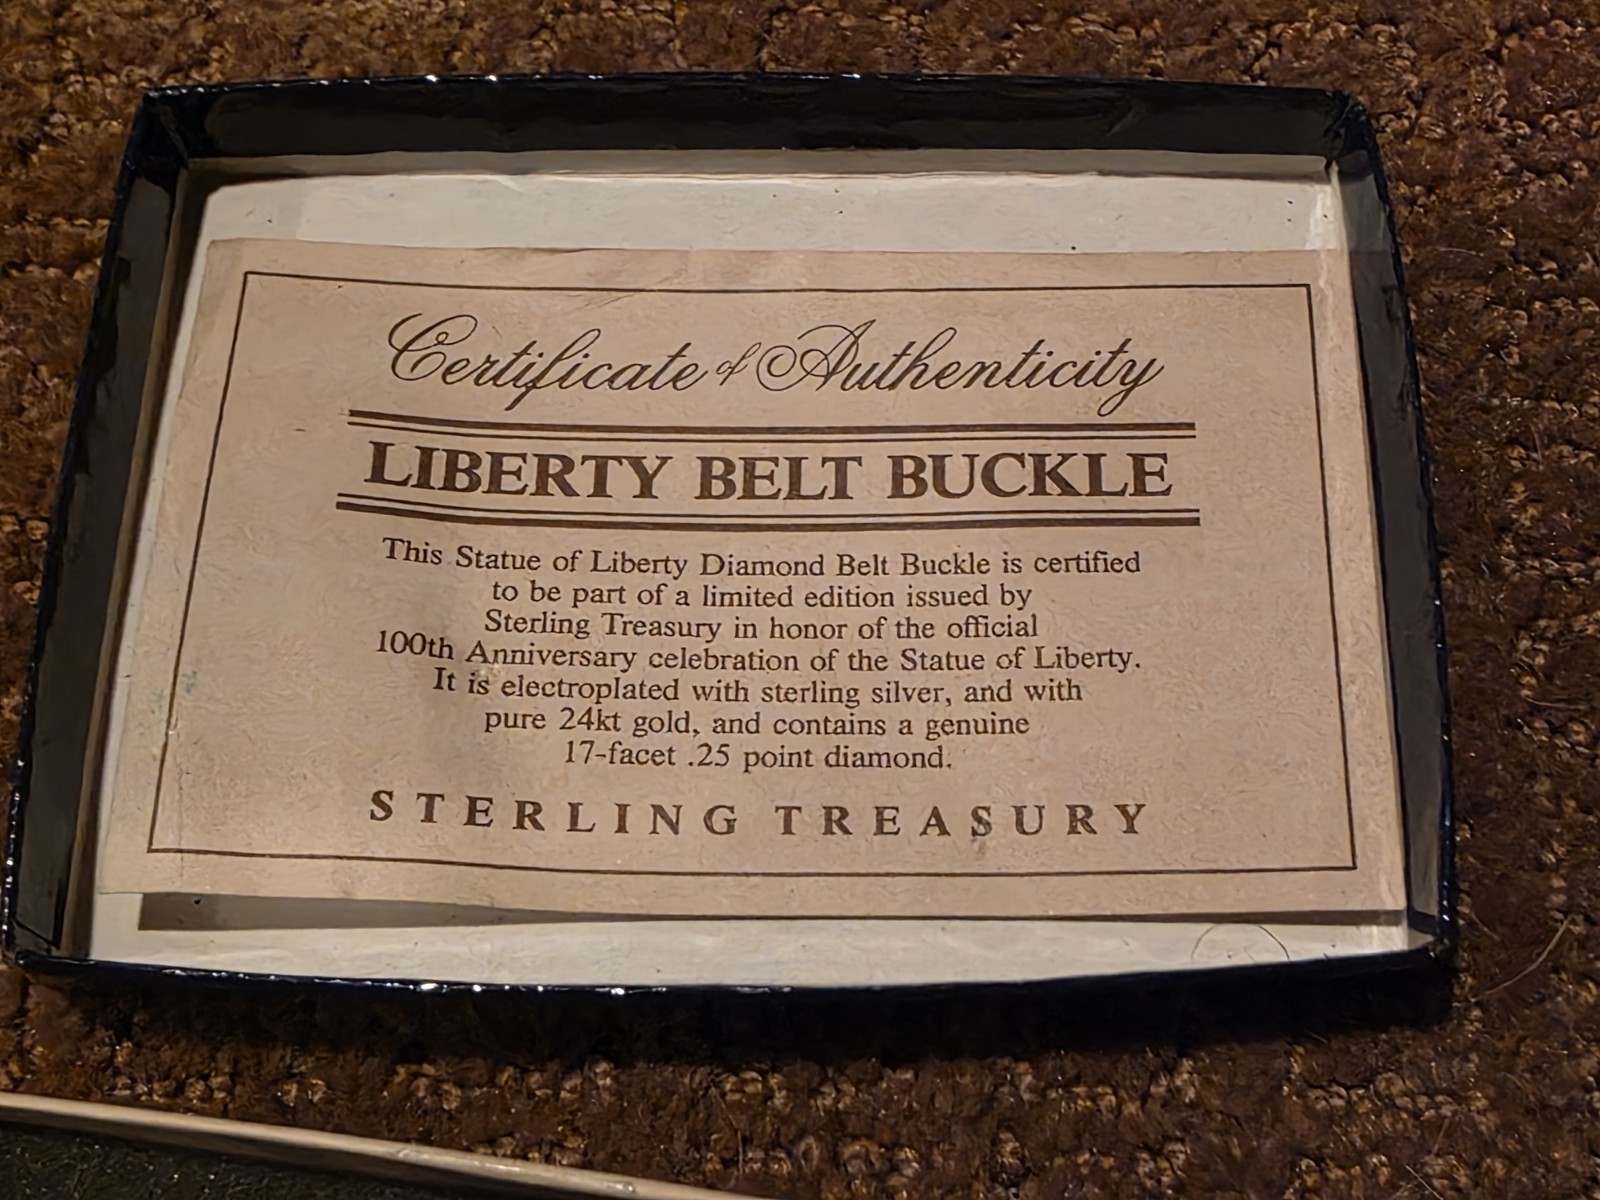 Certificate of Authenticity
LIBERTY BELT BUCKLE
This Statue of Liberty Diamond Belt Buckle is certified
to be part of a limited edition issued by
Sterling Treasury in honor of the official
100th Anniversary celebration of the Statue of Liberty.
It is electroplated with sterling silver, and with
pure 24kt gold, and contains a genuine
17-facet .25 point diamond.
STERLING TREASURY